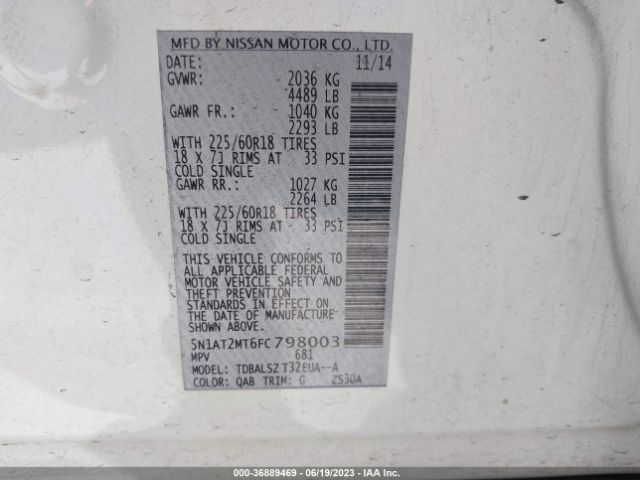 MFD BY NISSAN MOTOR CO., LTD.
DATE: 11/14
GVWR: 2036 KG
4489 LB
GAWR FR.: 1040 KG
2293 LB
WITH 225/60R18 TIRES
18 X 7J RIMS AT 33 PSI
COLD SINGLE
GAWR RR.: 1027 KG
2264 LB
WITH 225/60R18 TIRES
18 X 7J RIMS AT 33 PSI
COLD SINGLE
THIS VEHICLE CONFORMS TO
ALL APPLICABLE FEDERAL
MOTOR VEHICLE SAFETY AND
THEFT PREVENTION
STANDARDS IN EFFECT ON
THE DATE OF MANUFACTURE
SHOWN ABOVE.
5N1AT2MT6FC798003
MPV 681
MODEL: TDBALSZ T32EUA--A
COLOR: QAB TRIM: G ZS30A
000-36889469 - 06/19/2023 - IAA Inc.